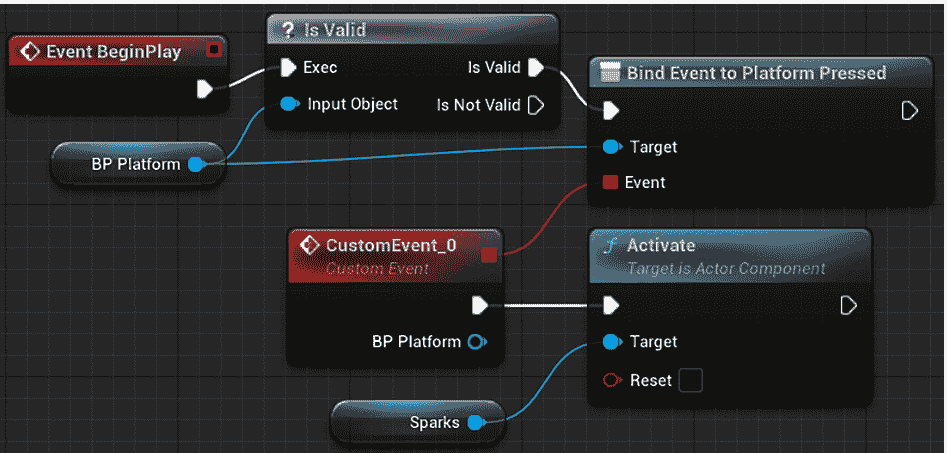 Event BeginPlay
? Is Valid
Exec
Is Valid
Input Object
Is Not Valid
BP Platform
Bind Event to Platform Pressed
Target
Event
CustomEvent_0
Custom Event
BP Platform
f Activate
Target is Actor Component
Target
Reset
Sparks